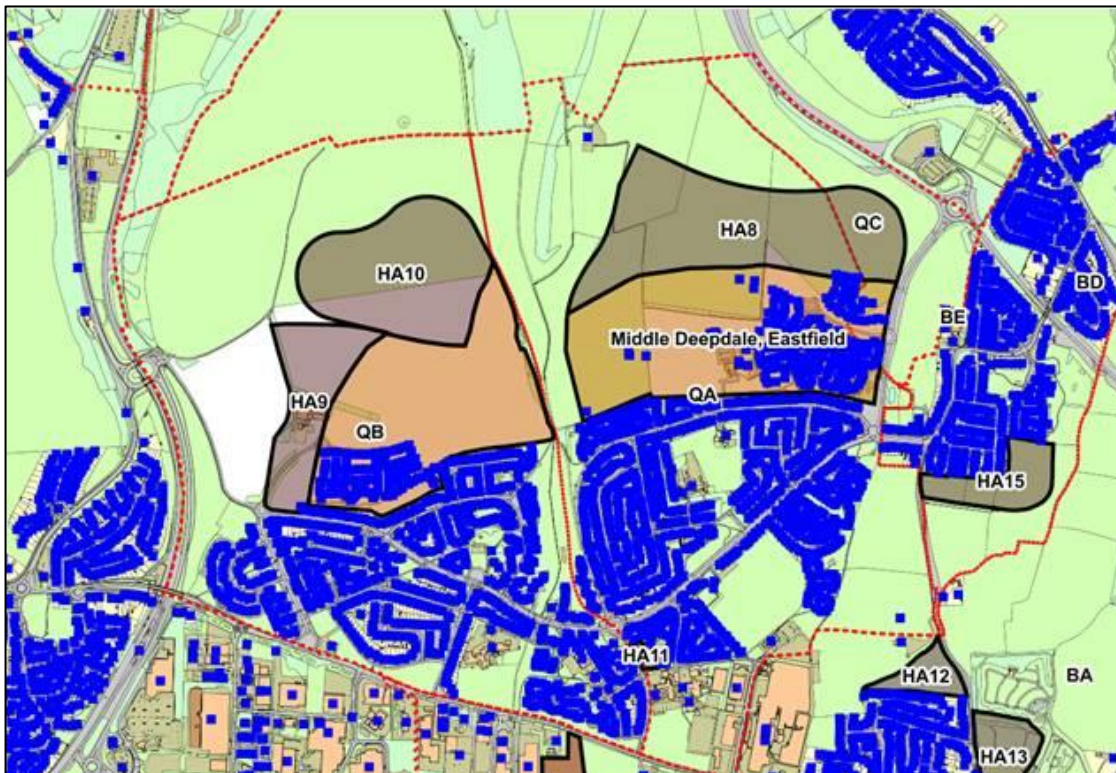 HA8
QC
HA10
BD
BE
Middle Deepdale, Eastfield
QA
HA9
QB
HA15
HA11
HA12
BA
HA13